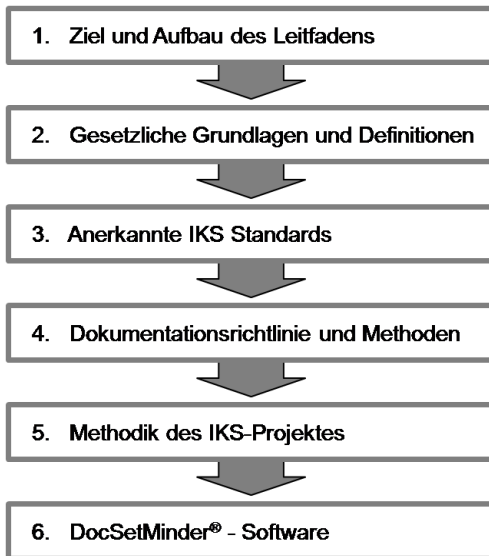 1. Ziel und Aufbau des Leitfadens
2. Gesetzliche Grundlagen und Definitionen
3. Anerkannte IKS Standards
4. Dokumentationsrichtlinie und Methoden
5. Methodik des IKS-Projektes
6. DocSetMinder® - Software